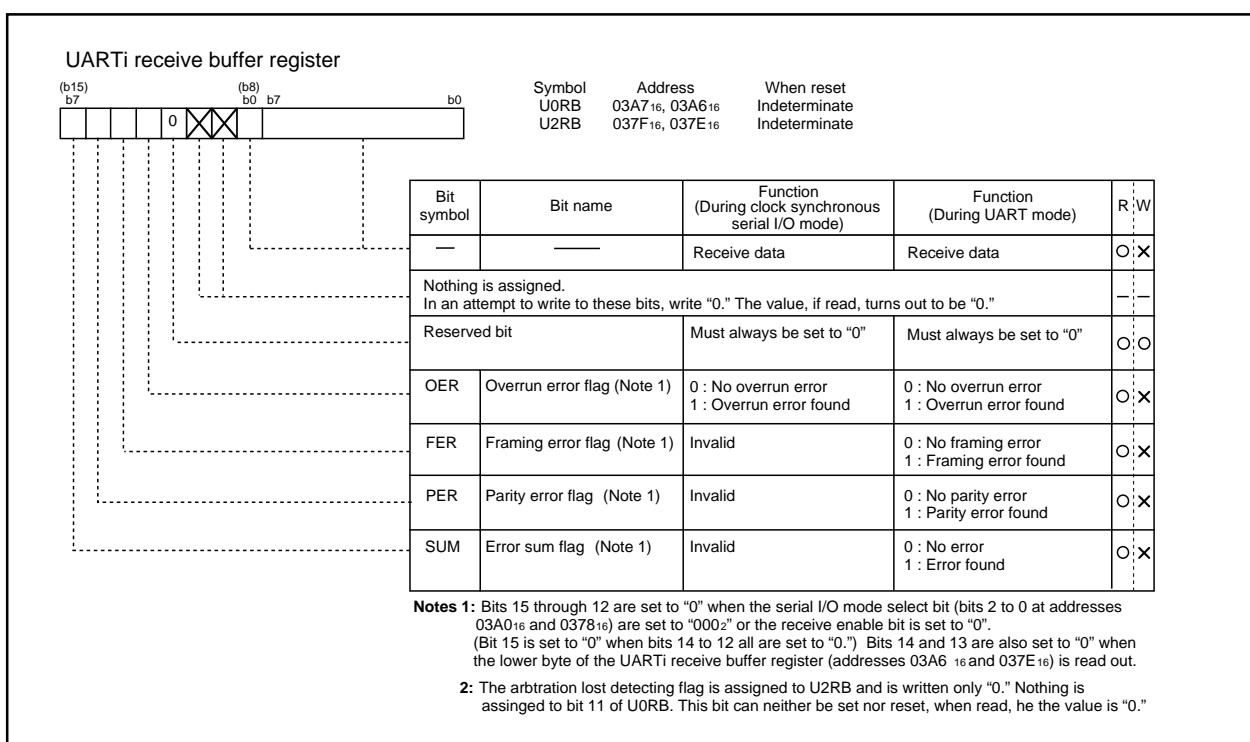 UARTi receive buffer register
(b15) (b8)
b7 b0 b7 b0
0
Symbol Address When reset
U0RB 03A7₁₆, 03A6₁₆ Indeterminate
U2RB 037F₁₆, 037E₁₆ Indeterminate
Bit symbol
Bit name
Function
(During clock synchronous
serial I/O mode)
Function
(During UART mode)
R W
— —— Receive data Receive data O X
Nothing is assigned.
In an attempt to write to these bits, write “0.” The value, if read, turns out to be “0.” – –
Reserved bit Must always be set to “0” Must always be set to “0” O O
OER Overrun error flag (Note 1) 0 : No overrun error 0 : No overrun error O X
1 : Overrun error found 1 : Overrun error found
FER Framing error flag (Note 1) Invalid 0 : No framing error O X
1 : Framing error found
PER Parity error flag (Note 1) Invalid 0 : No parity error O X
1 : Parity error found
SUM Error sum flag (Note 1) Invalid 0 : No error O X
1 : Error found
Notes 1: Bits 15 through 12 are set to “0” when the serial I/O mode select bit (bits 2 to 0 at addresses
03A0₁₆ and 0378₁₆) are set to “000₂” or the receive enable bit is set to “0”.
(Bit 15 is set to “0” when bits 14 to 12 all are set to “0.”) Bits 14 and 13 are also set to “0” when
the lower byte of the UARTi receive buffer register (addresses 03A6 ₁₆ and 037E₁₆) is read out.
2: The arbtration lost detecting flag is assigned to U2RB and is written only “0.” Nothing is
assinged to bit 11 of U0RB. This bit can neither be set nor reset, when read, he the value is “0.”